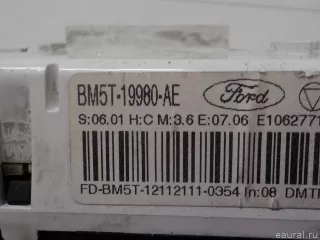 BM5T-19980-AE Ford
S:06.01 H:C M:3.6 E:07.06 E1062771
FD-BM5T-12112111-0354 In:08 DMTI
eaural.ru